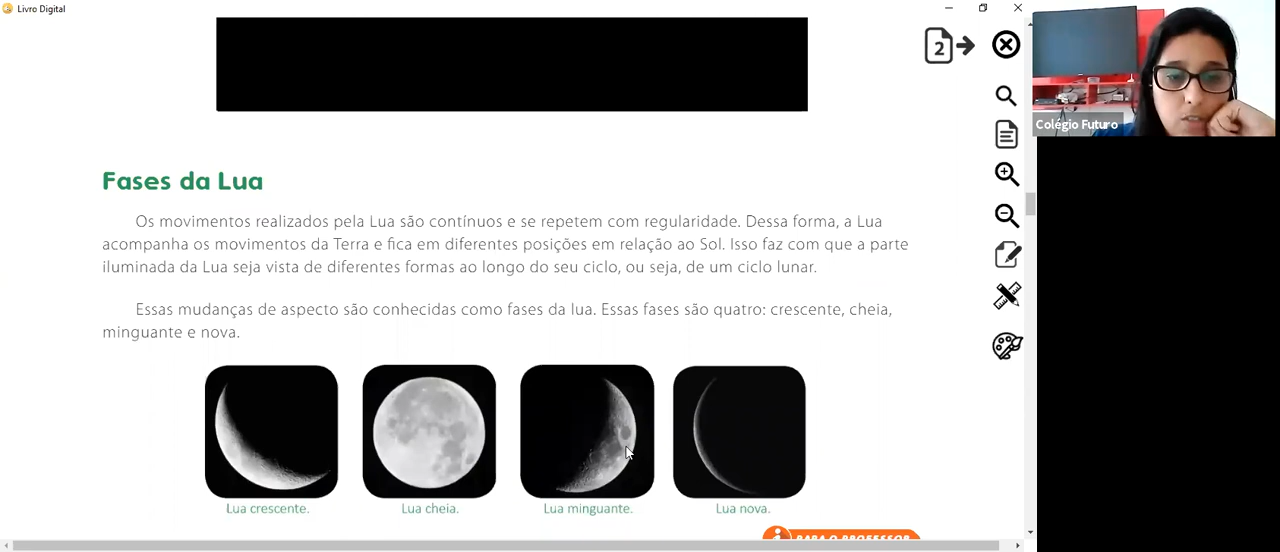 Livro Digital
2
Colégio Futuro
Fases da Lua
Os movimentos realizados pela Lua são contínuos e se repetem com regularidade. Dessa forma, a Lua
acompanha os movimentos da Terra e fica em diferentes posições em relação ao Sol. Isso faz com que a parte
iluminada da Lua seja vista de diferentes formas ao longo do seu ciclo, ou seja, de um ciclo lunar.
Essas mudanças de aspecto são conhecidas como fases da lua. Essas fases são quatro: crescente, cheia,
minguante e nova.
Lua crescente.
Lua cheia.
Lua minguante.
Lua nova.
PARA O PROFESSOR